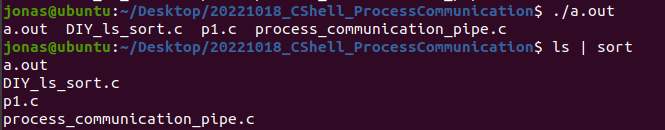 jonas@ubuntu:~/Desktop/20221018_CShell_ProcessCommunication$ ./a.out
a.out  DIY_ls_sort.c  p1.c  process_communication_pipe.c
jonas@ubuntu:~/Desktop/20221018_CShell_ProcessCommunication$ ls | sort
a.out
DIY_ls_sort.c
p1.c
process_communication_pipe.c